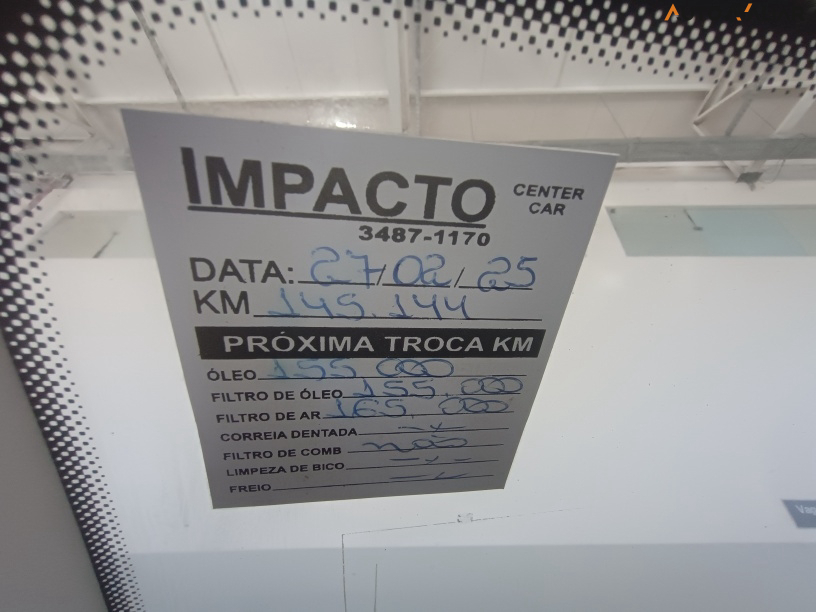 IMPACTO
CENTER CAR
3487-1170
DATA: 27/02/25
KM 145.144
PRÓXIMA TROCA KM
ÓLEO 155 000
FILTRO DE ÓLEO 155.000
FILTRO DE AR 165.000
CORREIA DENTADA
FILTRO DE COMB não
LIMPEZA DE BICO
FREIO